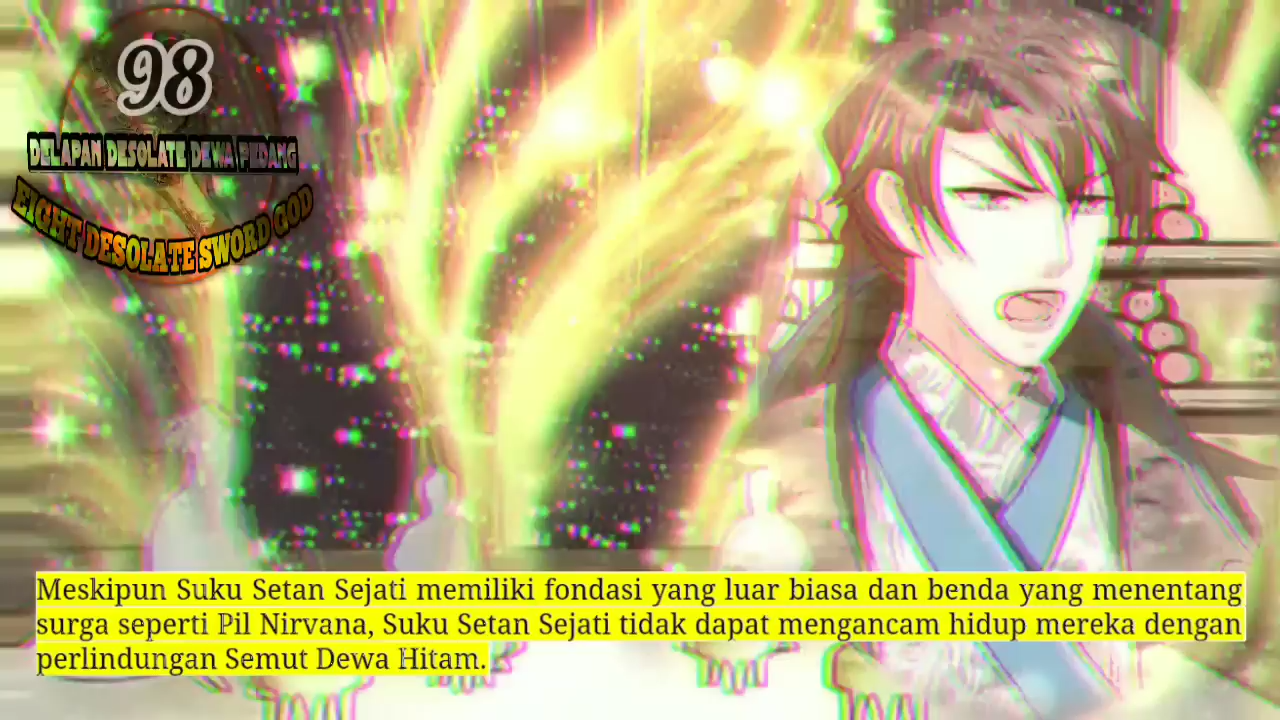 98
DELAPAN DESOLATE DEWA PEDANG
EIGHT DESOLATE SWORD GOD
Meskipun Suku Setan Sejati memiliki fondasi yang luar biasa dan benda yang menentang
surga seperti Pil Nirvana, Suku Setan Sejati tidak dapat mengancam hidup mereka dengan
perlindungan Semut Dewa Hitam.